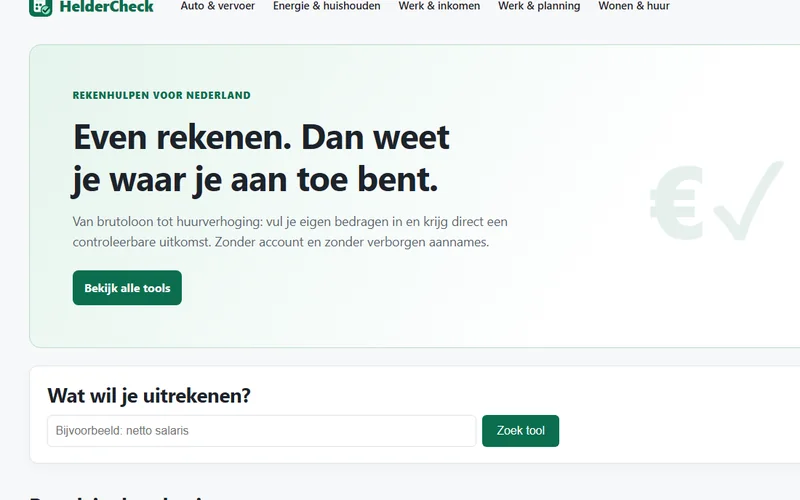 HelderCheck
Auto & vervoer
Energie & huishouden
Werk & inkomen
Werk & planning
Wonen & huur
REKENHULPEN VOOR NEDERLAND
Even rekenen. Dan weet
je waar je aan toe bent.
Van brutoloon tot huurverhoging: vul je eigen bedragen in en krijg direct een
controleerbare uitkomst. Zonder account en zonder verborgen aannames.
Bekijk alle tools
€✓
Wat wil je uitrekenen?
Bijvoorbeeld: netto salaris
Zoek tool